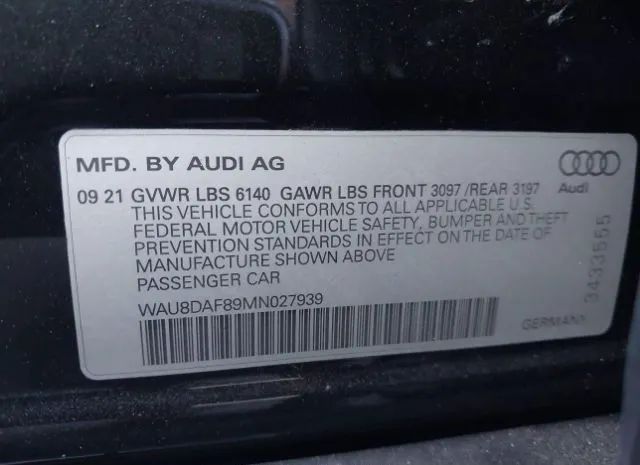 MFD. BY AUDI AG
Audi
09 21 GVWR LBS 6140 GAWR LBS FRONT 3097 /REAR 3197
THIS VEHICLE CONFORMS TO ALL APPLICABLE U.S.
FEDERAL MOTOR VEHICLE SAFETY, BUMPER AND THEFT
PREVENTION STANDARDS IN EFFECT ON THE DATE OF
MANUFACTURE SHOWN ABOVE
PASSENGER CAR
WAU8DAF89MN027939
GERMANY
3433555